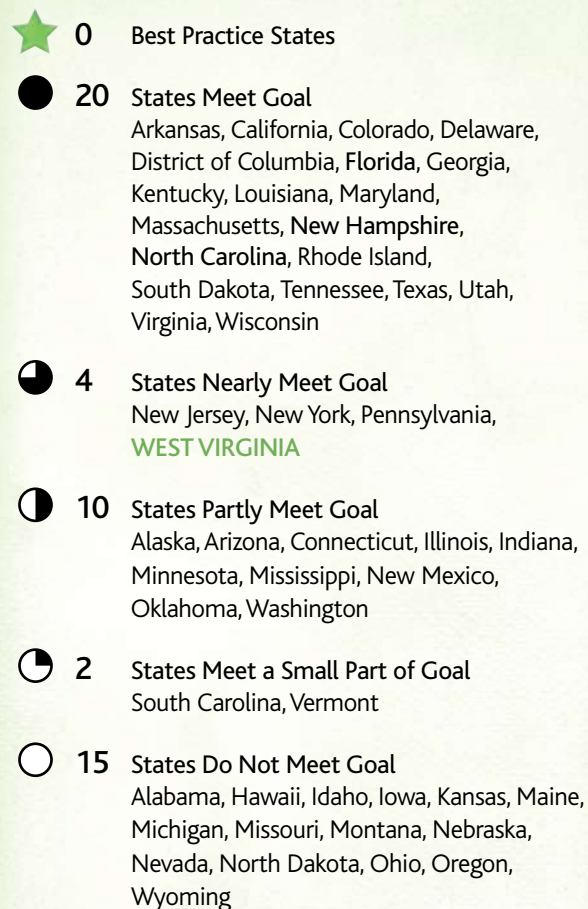 0 Best Practice States
20 States Meet Goal
Arkansas, California, Colorado, Delaware,
District of Columbia, Florida, Georgia,
Kentucky, Louisiana, Maryland,
Massachusetts, New Hampshire,
North Carolina, Rhode Island,
South Dakota, Tennessee, Texas, Utah,
Virginia, Wisconsin
4 States Nearly Meet Goal
New Jersey, New York, Pennsylvania,
WEST VIRGINIA
10 States Partly Meet Goal
Alaska, Arizona, Connecticut, Illinois, Indiana,
Minnesota, Mississippi, New Mexico,
Oklahoma, Washington
2 States Meet a Small Part of Goal
South Carolina, Vermont
15 States Do Not Meet Goal
Alabama, Hawaii, Idaho, Iowa, Kansas, Maine,
Michigan, Missouri, Montana, Nebraska,
Nevada, North Dakota, Ohio, Oregon,
Wyoming